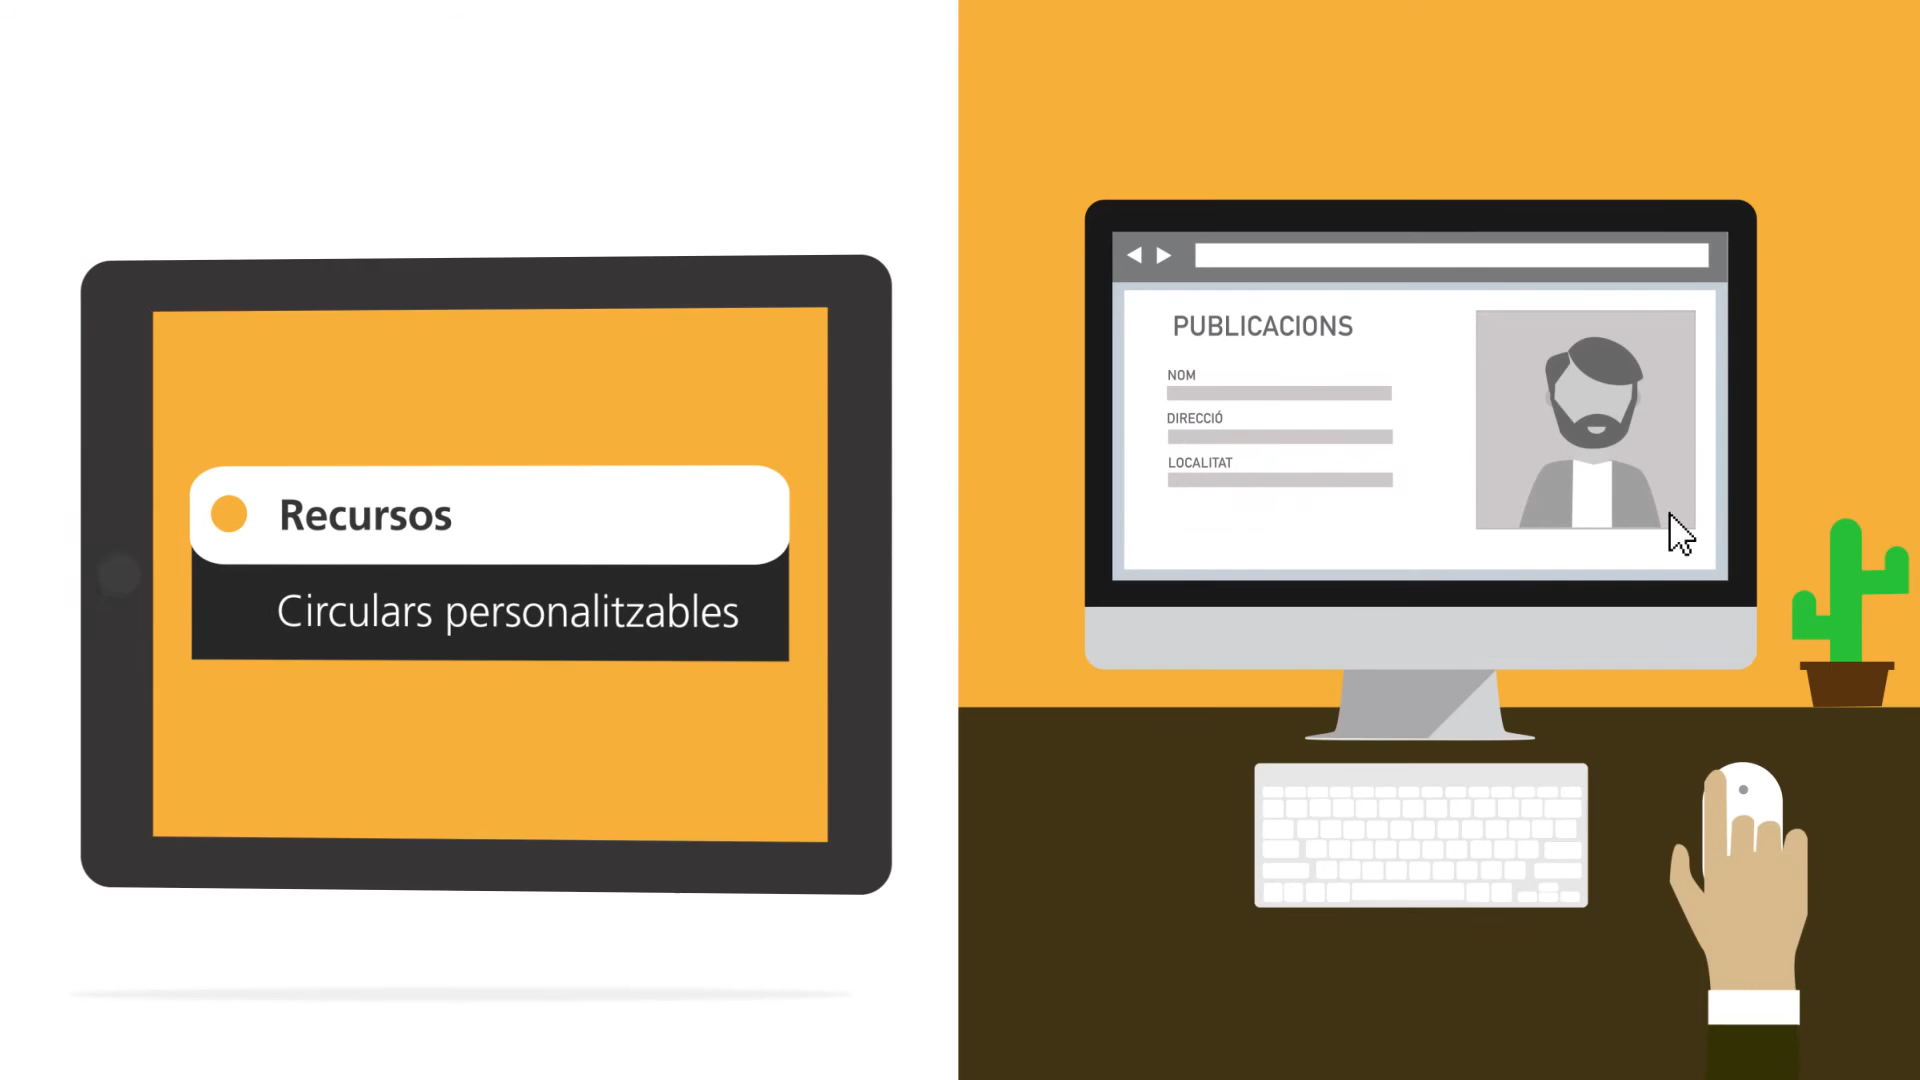 Recursos
Circulars personalitzables
PUBLICACIONS
NOM
DIRECCIÓ
LOCALITAT